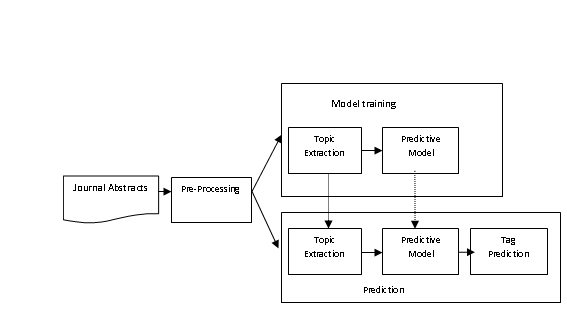 Model training
Topic
Extraction
Predictive
Model
Journal Abstracts
Pre-Processing
Topic
Extraction
Predictive
Model
Tag
Prediction
Prediction